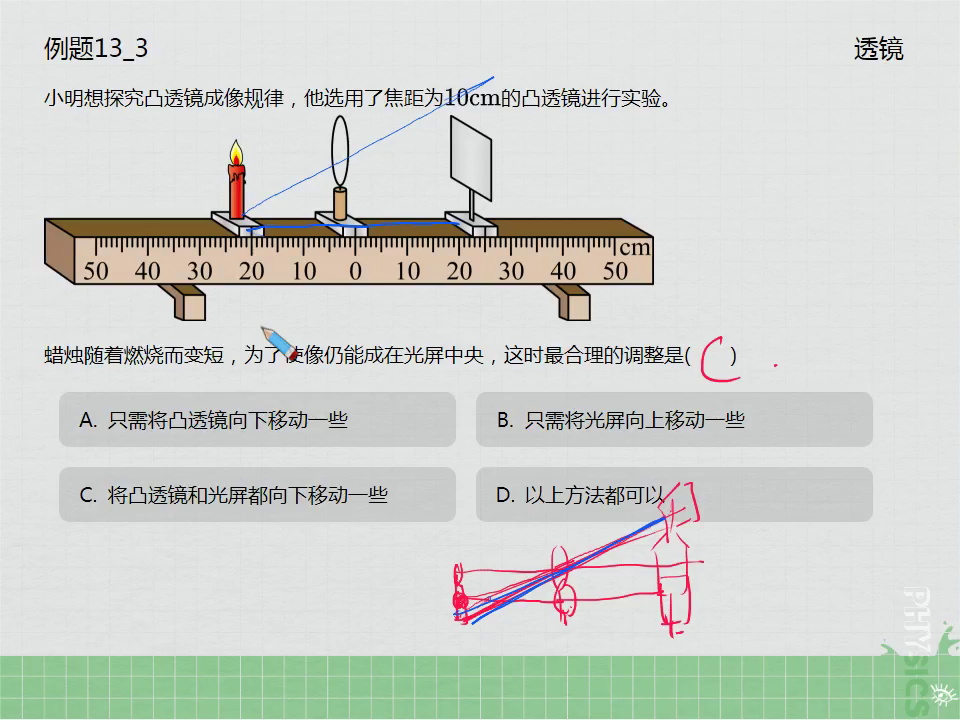 例题13_3
透镜
小明想探究凸透镜成像规律，他选用了焦距为10cm的凸透镜进行实验。
cm
50 40 30 20 10 0 10 20 30 40 50
蜡烛随着燃烧而变短，为了使像仍能成在光屏中央，这时最合理的调整是( C )
A. 只需将凸透镜向下移动一些
B. 只需将光屏向上移动一些
C. 将凸透镜和光屏都向下移动一些
D. 以上方法都可以
PHYSICS